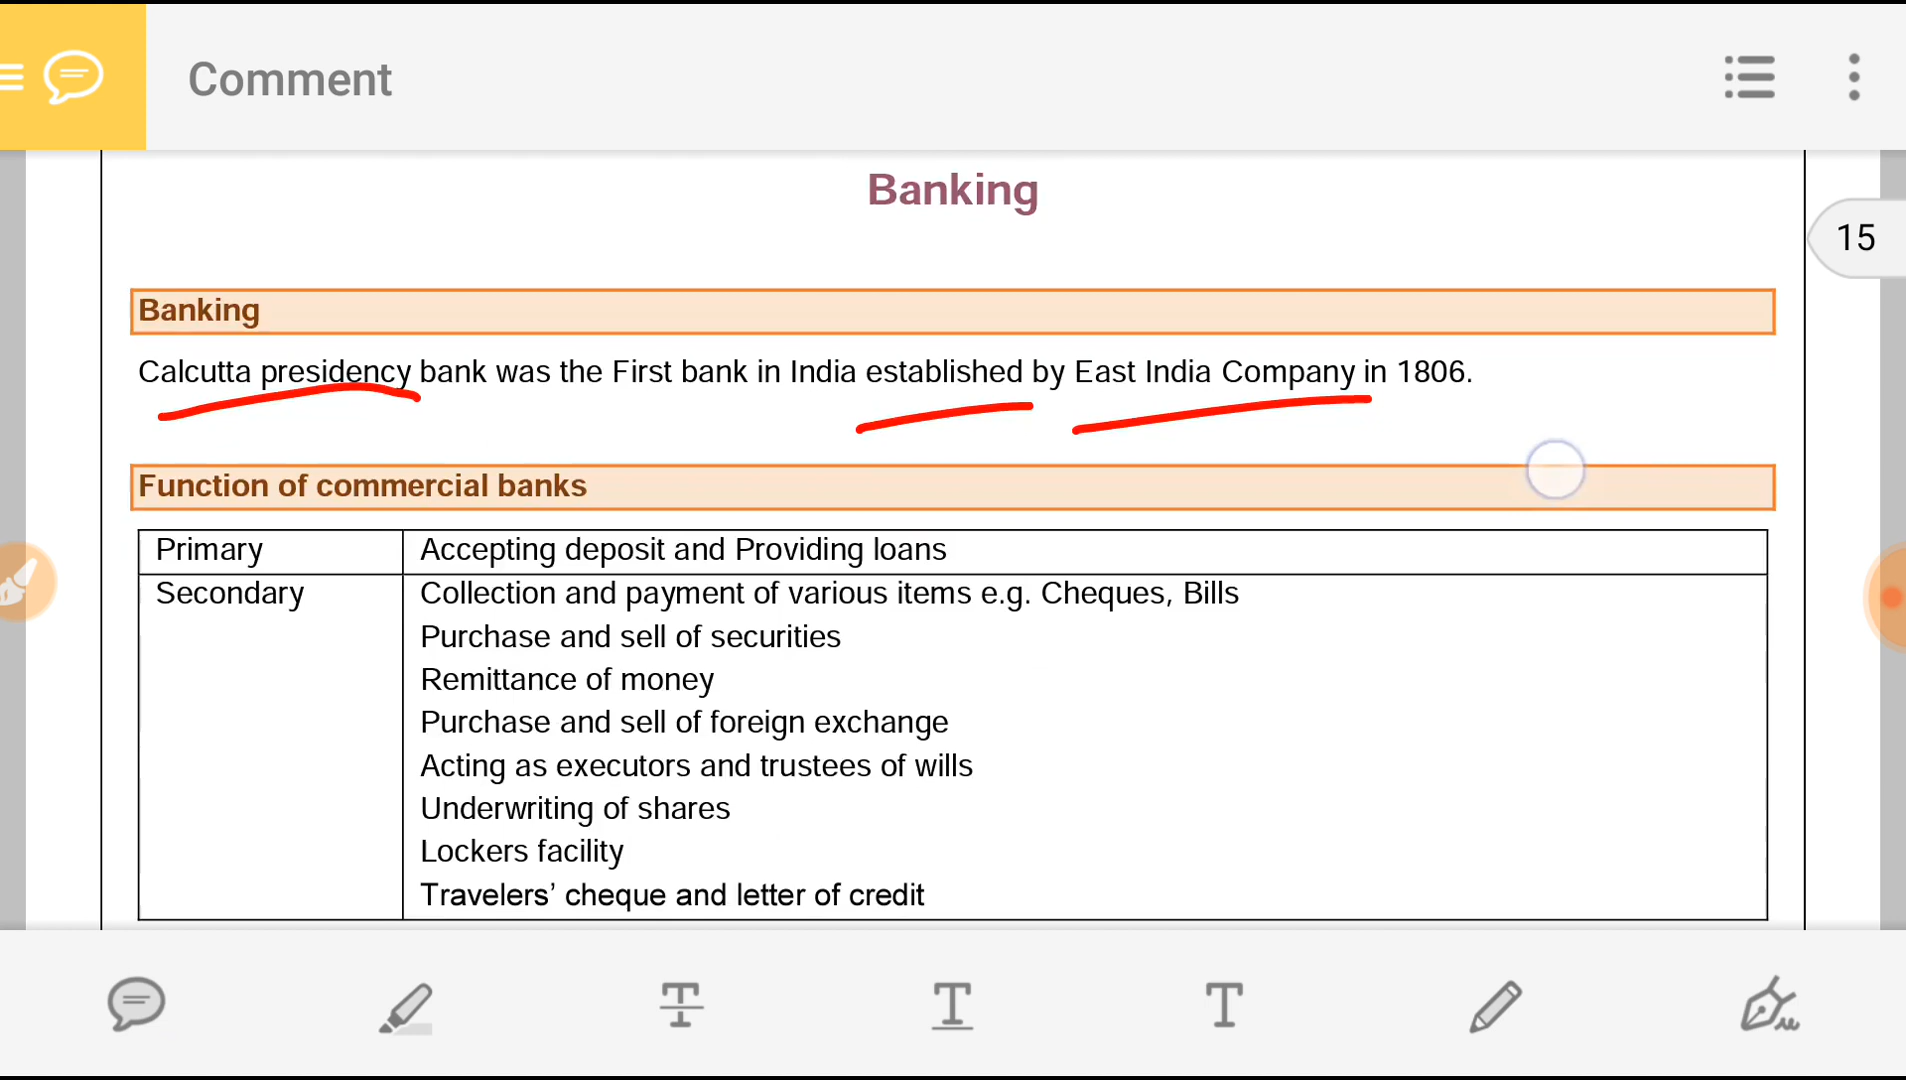 Comment
Banking
15
Banking
Calcutta presidency bank was the First bank in India established by East India Company in 1806.
Function of commercial banks
Primary Accepting deposit and Providing loans
Secondary Collection and payment of various items e.g. Cheques, Bills
Purchase and sell of securities
Remittance of money
Purchase and sell of foreign exchange
Acting as executors and trustees of wills
Underwriting of shares
Lockers facility
Travelers’ cheque and letter of credit